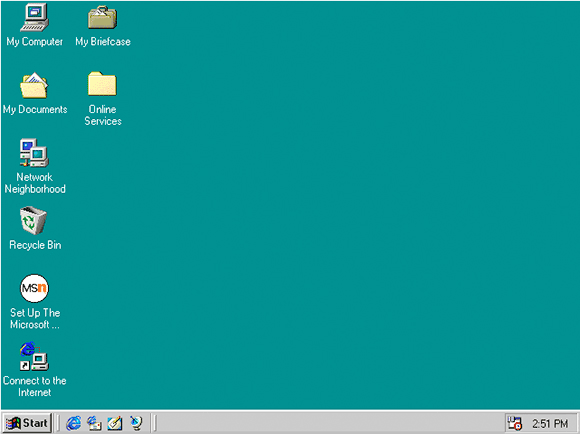 My Computer
My Briefcase
My Documents
Online
Services
Network
Neighborhood
Recycle Bin
msn
Set Up The
Microsoft ...
Connect to the
Internet
Start
2:51 PM